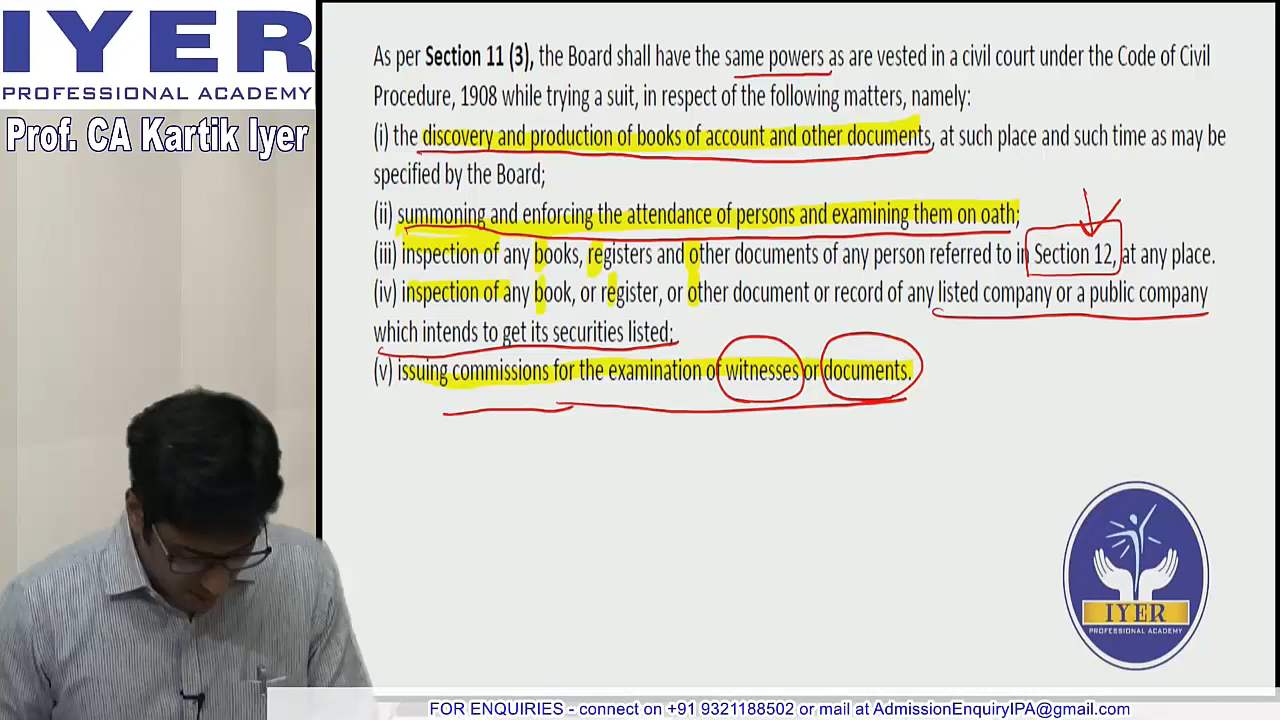 IYER
PROFESSIONAL ACADEMY
Prof. CA Kartik Iyer
As per Section 11 (3), the Board shall have the same powers as are vested in a civil court under the Code of Civil
Procedure, 1908 while trying a suit, in respect of the following matters, namely:
(i) the discovery and production of books of account and other documents, at such place and such time as may be
specified by the Board;
(ii) summoning and enforcing the attendance of persons and examining them on oath;
(iii) inspection of any books, registers and other documents of any person referred to in Section 12, at any place.
(iv) inspection of any book, or register, or other document or record of any listed company or a public company
which intends to get its securities listed;
(v) issuing commissions for the examination of witnesses or documents.
IYER
PROFESSIONAL ACADEMY
FOR ENQUIRIES - connect on +91 9321188502 or mail at AdmissionEnquiryIPA@gmail.com